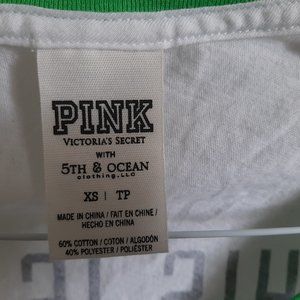 PINK
VICTORIA'S SECRET
WITH
5TH & OCEAN
clothing, LLC
XS | TP
MADE IN CHINA / FAIT EN CHINE /
HECHO EN CHINA
60% COTTON / COTON / ALGODÓN
40% POLYESTER / POLIÉSTER